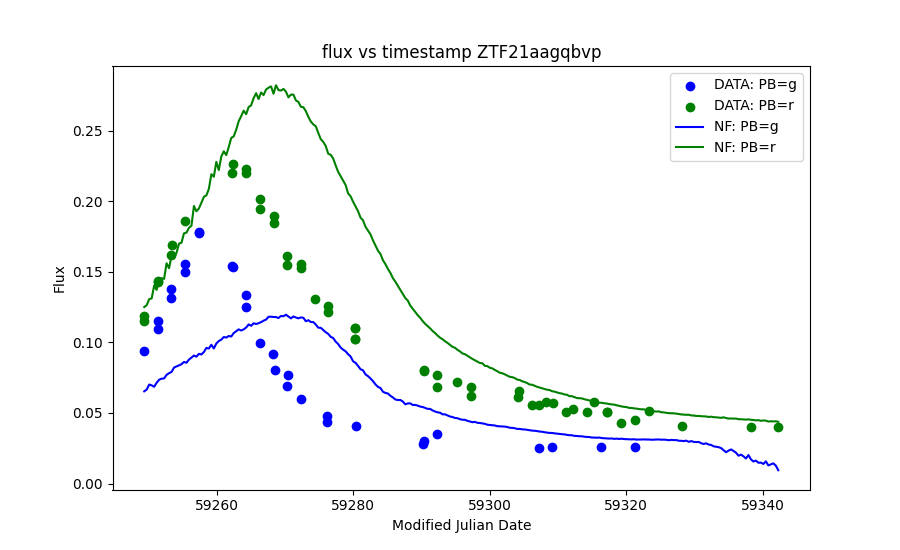 flux vs timestamp ZTF21aagqbvp
DATA: PB=g
DATA: PB=r
NF: PB=g
NF: PB=r
0.25
0.20
0.15
0.10
0.05
0.00
Flux
59260
59280
59300
59320
59340
Modified Julian Date